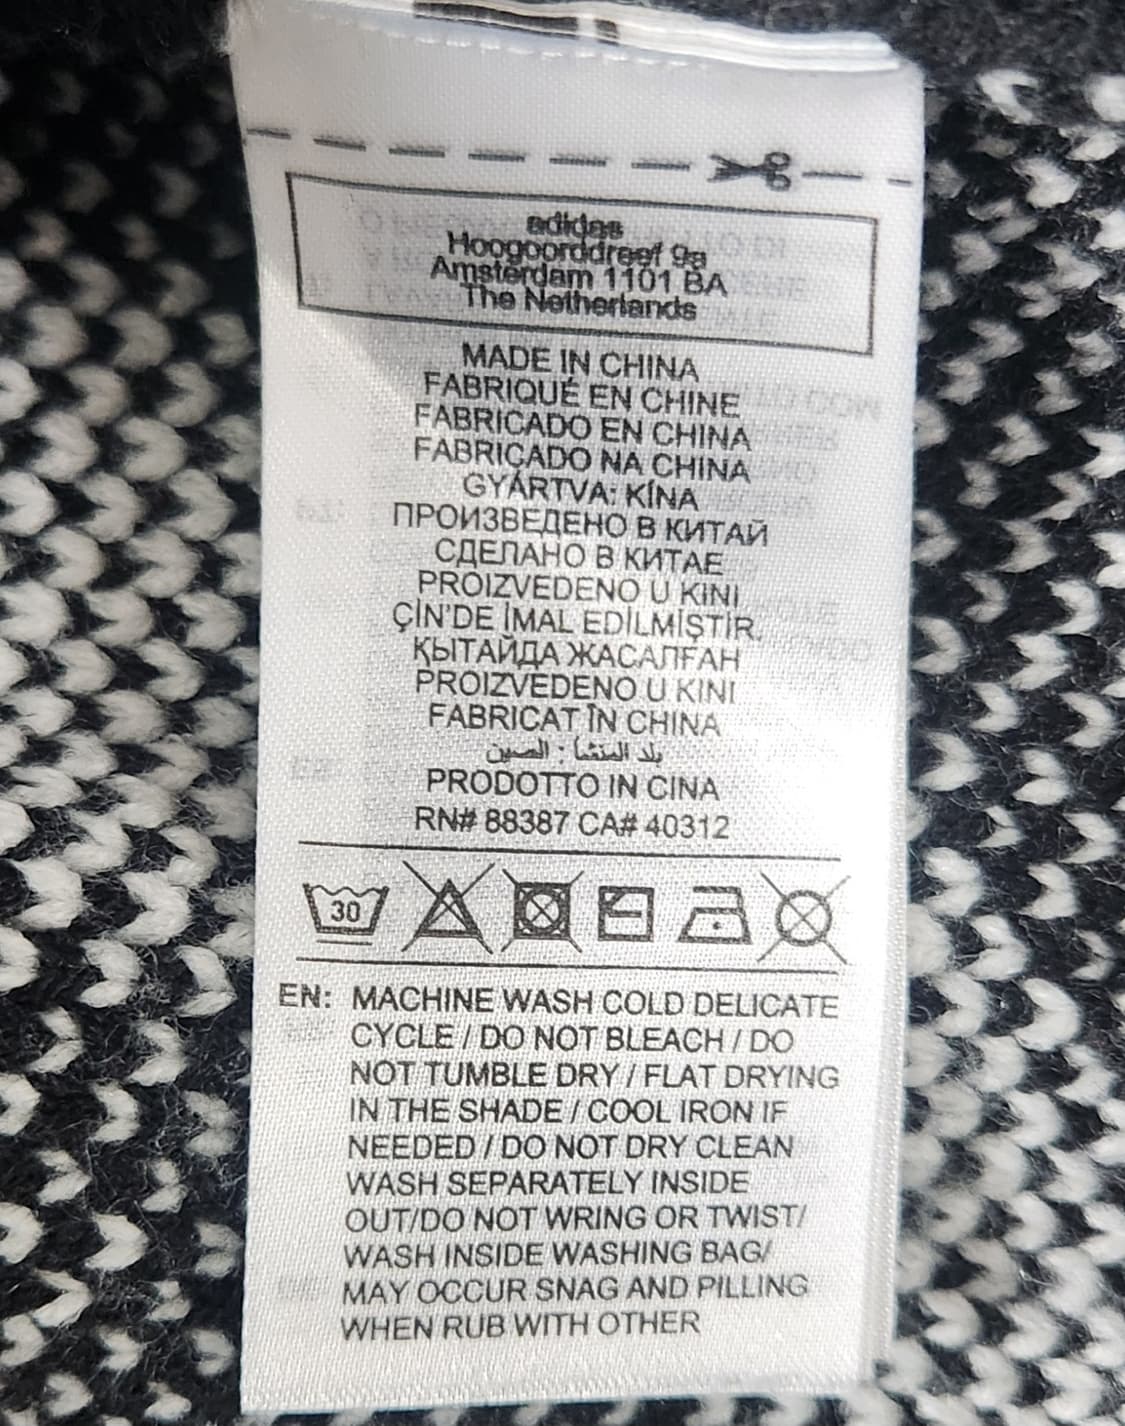 adidas
Hoogoorddreef 9a
Amsterdam 1101 BA
The Netherlands
MADE IN CHINA
FABRIQUÉ EN CHINE
FABRICADO EN CHINA
FABRICADO NA CHINA
GYÁRTVA: KÍNA
ПРОИЗВЕДЕНО В КИТАЙ
СДЕЛАНО В КИТАЕ
PROIZVEDENO U KINI
ÇİN'DE İMAL EDİLMİŞTİR.
ҚЫТАЙДА ЖАСАЛҒАН
PROIZVEDENO U KINI
FABRICAT ÎN CHINA
بلد المنشأ : الصين
PRODOTTO IN CINA
RN# 88387 CA# 40312
30
EN: MACHINE WASH COLD DELICATE
CYCLE / DO NOT BLEACH / DO
NOT TUMBLE DRY / FLAT DRYING
IN THE SHADE / COOL IRON IF
NEEDED / DO NOT DRY CLEAN
WASH SEPARATELY INSIDE
OUT/DO NOT WRING OR TWIST/
WASH INSIDE WASHING BAG/
MAY OCCUR SNAG AND PILLING
WHEN RUB WITH OTHER